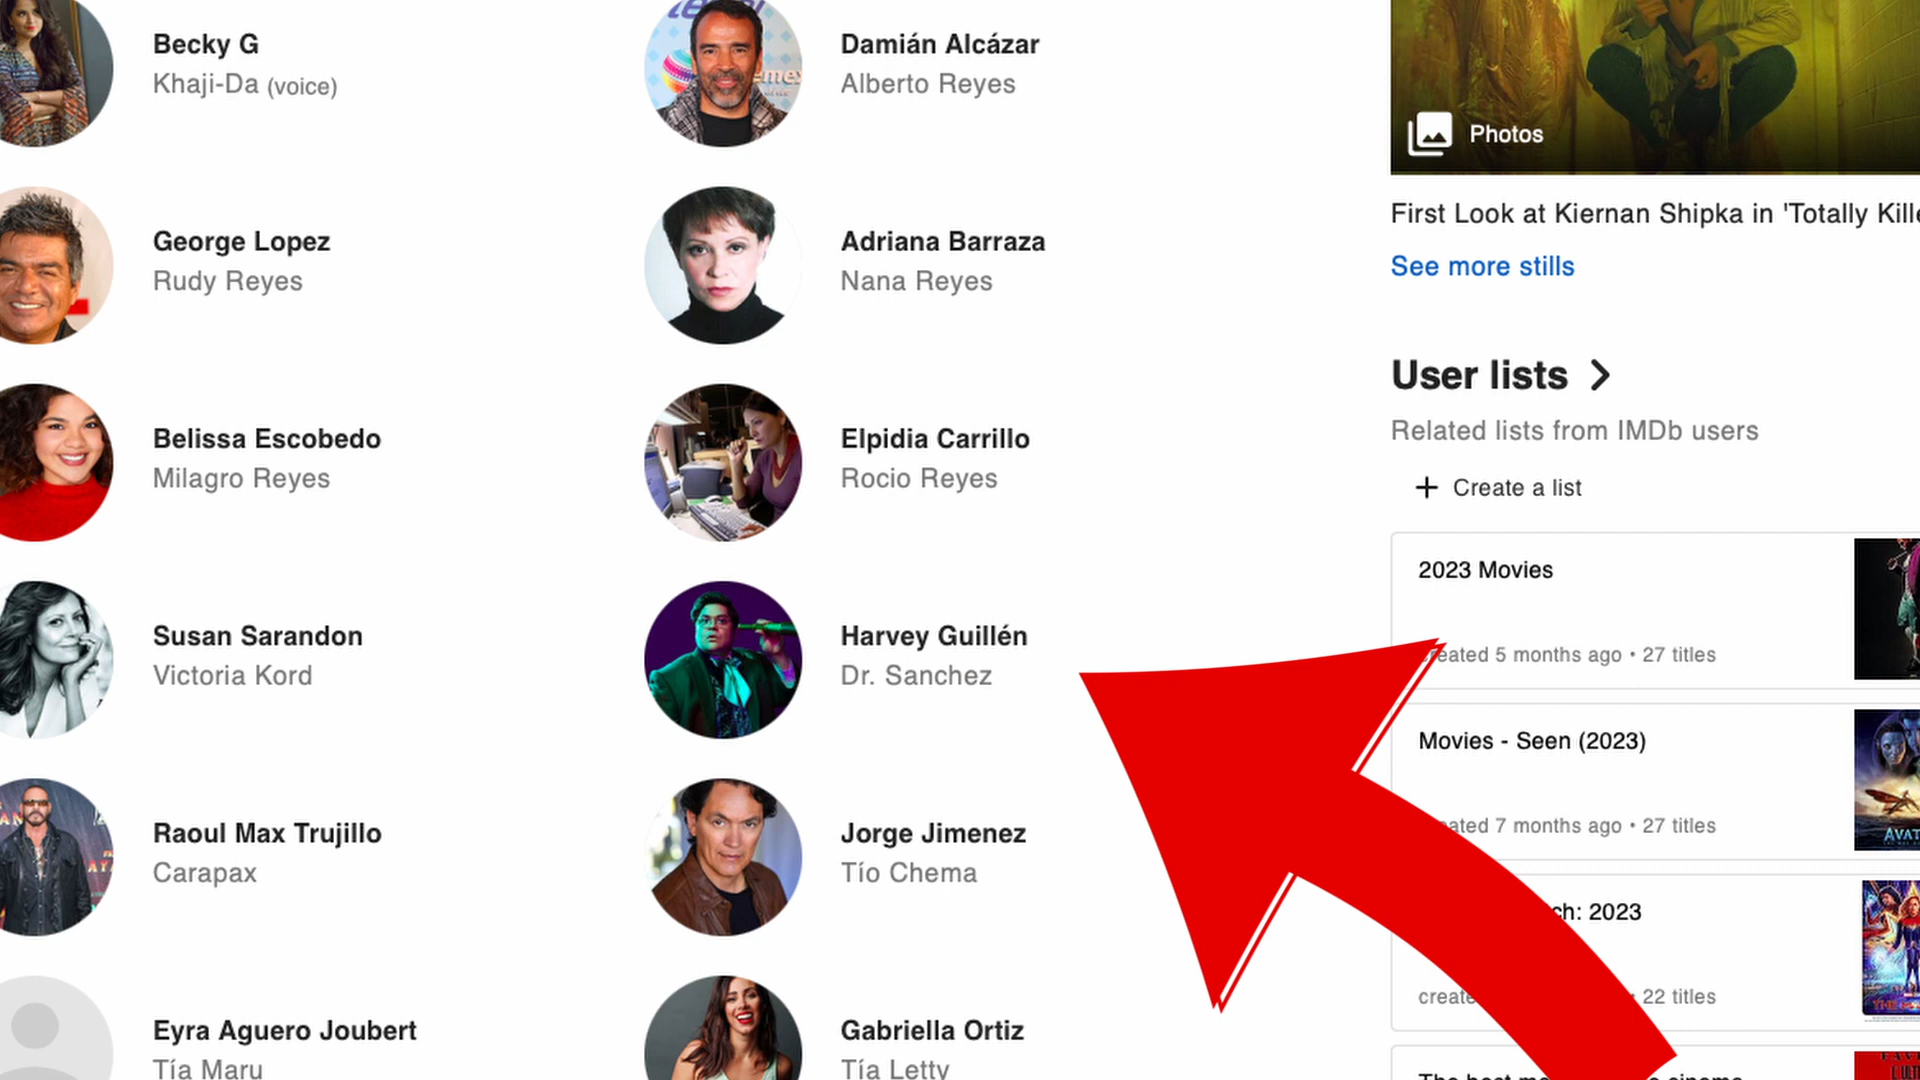 Becky G
Khaji-Da (voice)
Damián Alcázar
Alberto Reyes
George Lopez
Rudy Reyes
Adriana Barraza
Nana Reyes
Belissa Escobedo
Milagro Reyes
Elpidia Carrillo
Rocio Reyes
Susan Sarandon
Victoria Kord
Harvey Guillén
Dr. Sanchez
Raoul Max Trujillo
Carapax
Jorge Jimenez
Tío Chema
Eyra Aguero Joubert
Tía Maru
Gabriella Ortiz
Tía Letty
Photos
First Look at Kiernan Shipka in 'Totally
See more stills
User lists
Related lists from IMDb users
+ Create a list
2023 Movies
5 months ago • 27 titles
Movies - Seen (2023)
7 months ago • 27 titles
2023
• 22 titles
The best